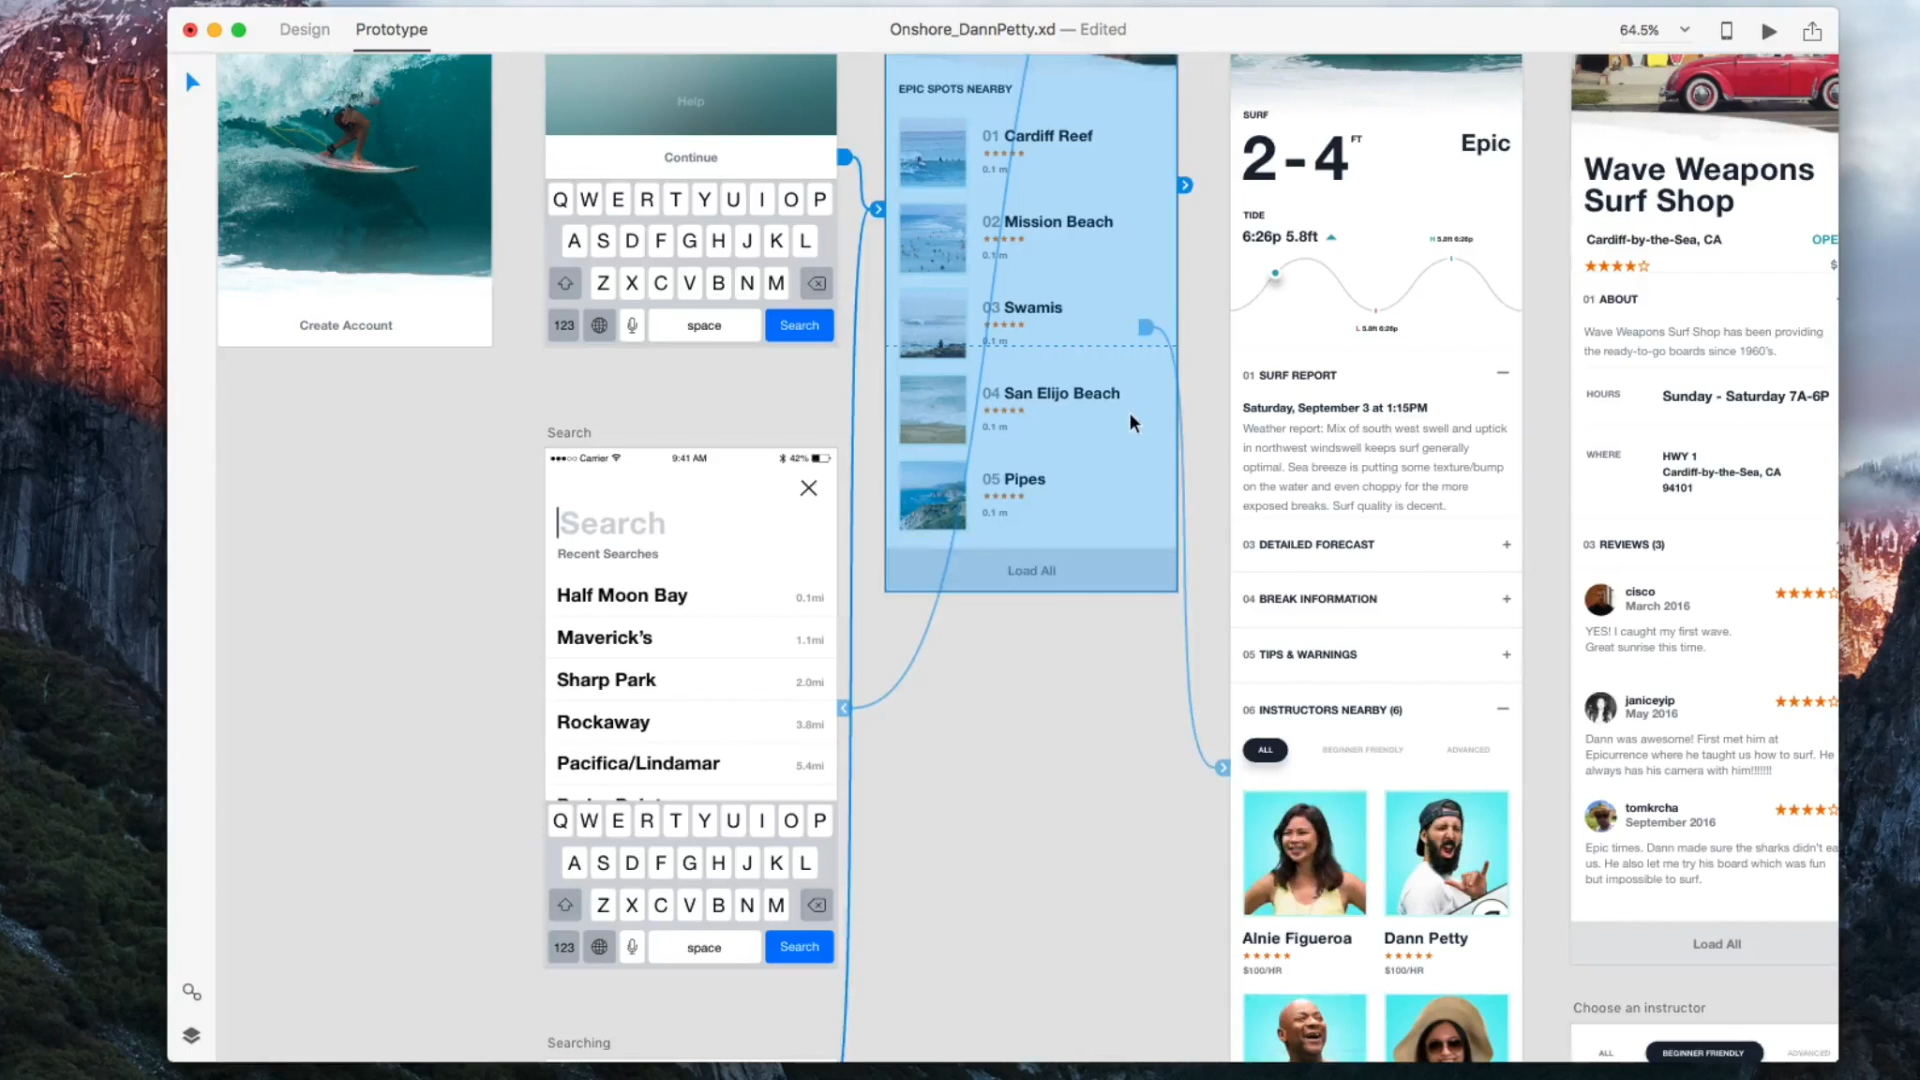 Design
Prototype
Onshore_DannPetty.xd — Edited
64.5%
Create Account
Help
Continue
Q W E R T Y U I O P
A S D F G H J K L
Z X C V B N M
123
space
Search
Search
Carrier
9:41 AM
42%
Search
Recent Searches
Half Moon Bay
0.1mi
Maverick's
1.1mi
Sharp Park
2.0mi
Rockaway
3.8mi
Pacifica/Lindamar
5.4mi
Q W E R T Y U I O P
A S D F G H J K L
Z X C V B N M
123
space
Search
Searching
EPIC SPOTS NEARBY
01 Cardiff Reef
0.1 m
02 Mission Beach
0.1 m
03 Swamis
0.1 m
04 San Elijo Beach
0.1 m
05 Pipes
0.1 m
Load All
SURF
2-4 FT
Epic
TIDE
6:26p 5.8ft
H 5.8ft 6:26p
L 5.8ft 6:26p
01 SURF REPORT
Saturday, September 3 at 1:15PM
Weather report: Mix of south west swell and uptick
in northwest windswell keeps surf generally
optimal. Sea breeze is putting some texture/bump
on the water and even choppy for the more
exposed breaks. Surf quality is decent.
03 DETAILED FORECAST
04 BREAK INFORMATION
05 TIPS & WARNINGS
06 INSTRUCTORS NEARBY (6)
ALL
BEGINNER FRIENDLY
ADVANCED
Alnie Figueroa
$100/HR
Dann Petty
$100/HR
Wave Weapons
Surf Shop
Cardiff-by-the-Sea, CA
OPE
$
01 ABOUT
Wave Weapons Surf Shop has been providing
the ready-to-go boards since 1960's.
HOURS
Sunday - Saturday 7A-6P
WHERE
HWY 1
Cardiff-by-the-Sea, CA
94101
03 REVIEWS (3)
cisco
March 2016
YES! I caught my first wave.
Great sunrise this time.
janiceyip
May 2016
Dann was awesome! First met him at
Epicurrence where he taught us how to surf. He
always has his camera with him!!!!!!!
tomkrcha
September 2016
Epic times. Dann made sure the sharks didn't ea
us. He also let me try his board which was fun
but impossible to surf.
Load All
Choose an instructor
ALL
BEGINNER FRIENDLY
ADVANCED